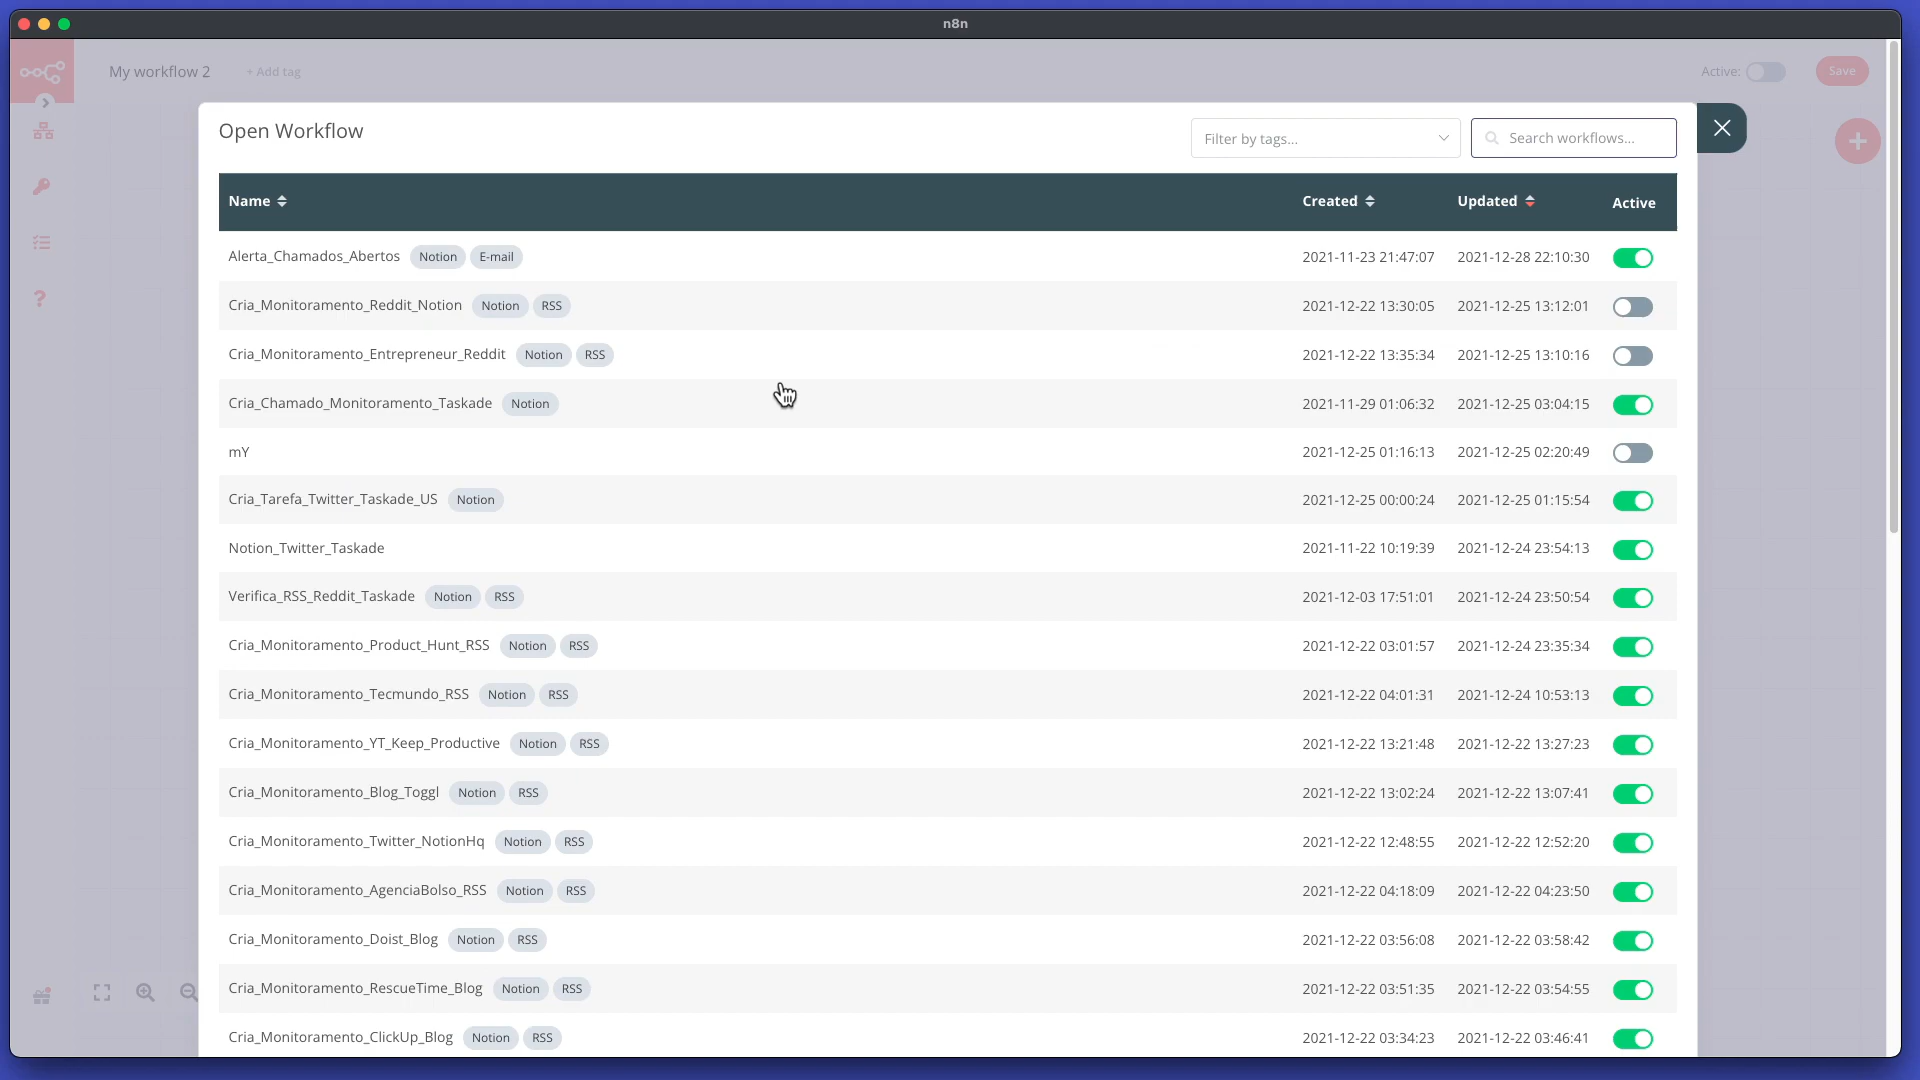 n8n
My workflow 2 + Add tag Active: Save
Open Workflow Filter by tags... Search workflows...
Name Created Updated Active
Alerta_Chamados_Abertos Notion E-mail 2021-11-23 21:47:07 2021-12-28 22:10:30
Cria_Monitoramento_Reddit_Notion Notion RSS 2021-12-22 13:30:05 2021-12-25 13:12:01
Cria_Monitoramento_Entrepreneur_Reddit Notion RSS 2021-12-22 13:35:34 2021-12-25 13:10:16
Cria_Chamado_Monitoramento_Taskade Notion 2021-11-29 01:06:32 2021-12-25 03:04:15
mY 2021-12-25 01:16:13 2021-12-25 02:20:49
Cria_Tarefa_Twitter_Taskade_US Notion 2021-12-25 00:00:24 2021-12-25 01:15:54
Notion_Twitter_Taskade 2021-11-22 10:19:39 2021-12-24 23:54:13
Verifica_RSS_Reddit_Taskade Notion RSS 2021-12-03 17:51:01 2021-12-24 23:50:54
Cria_Monitoramento_Product_Hunt_RSS Notion RSS 2021-12-22 03:01:57 2021-12-24 23:35:34
Cria_Monitoramento_Tecmundo_RSS Notion RSS 2021-12-22 04:01:31 2021-12-24 10:53:13
Cria_Monitoramento_YT_Keep_Productive Notion RSS 2021-12-22 13:21:48 2021-12-22 13:27:23
Cria_Monitoramento_Blog_Toggl Notion RSS 2021-12-22 13:02:24 2021-12-22 13:07:41
Cria_Monitoramento_Twitter_NotionHq Notion RSS 2021-12-22 12:48:55 2021-12-22 12:52:20
Cria_Monitoramento_AgenciaBolso_RSS Notion RSS 2021-12-22 04:18:09 2021-12-22 04:23:50
Cria_Monitoramento_Doist_Blog Notion RSS 2021-12-22 03:56:08 2021-12-22 03:58:42
Cria_Monitoramento_RescueTime_Blog Notion RSS 2021-12-22 03:51:35 2021-12-22 03:54:55
Cria_Monitoramento_ClickUp_Blog Notion RSS 2021-12-22 03:34:23 2021-12-22 03:46:41